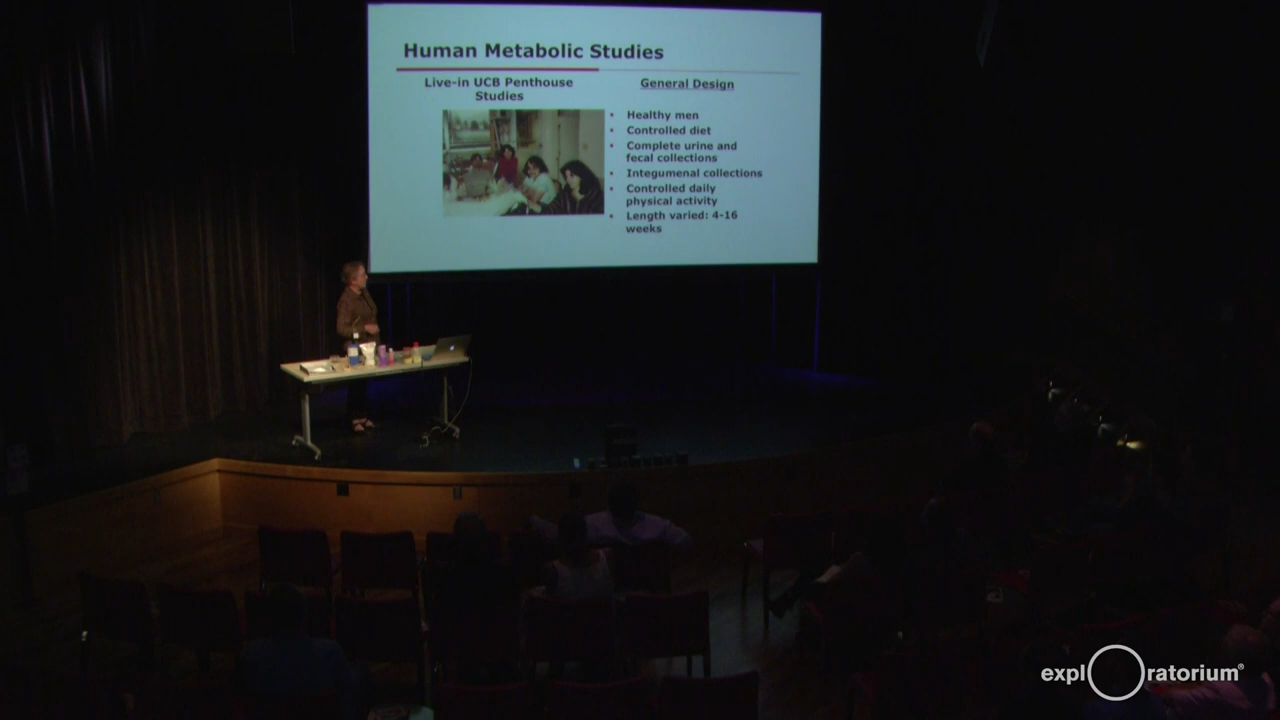 Human Metabolic Studies
Live-in UCB Penthouse
Studies
General Design
• Healthy men
• Controlled diet
• Complete urine and
fecal collections
• Integumenal collections
• Controlled daily
physical activity
• Length varied: 4-16
weeks
exploratorium®